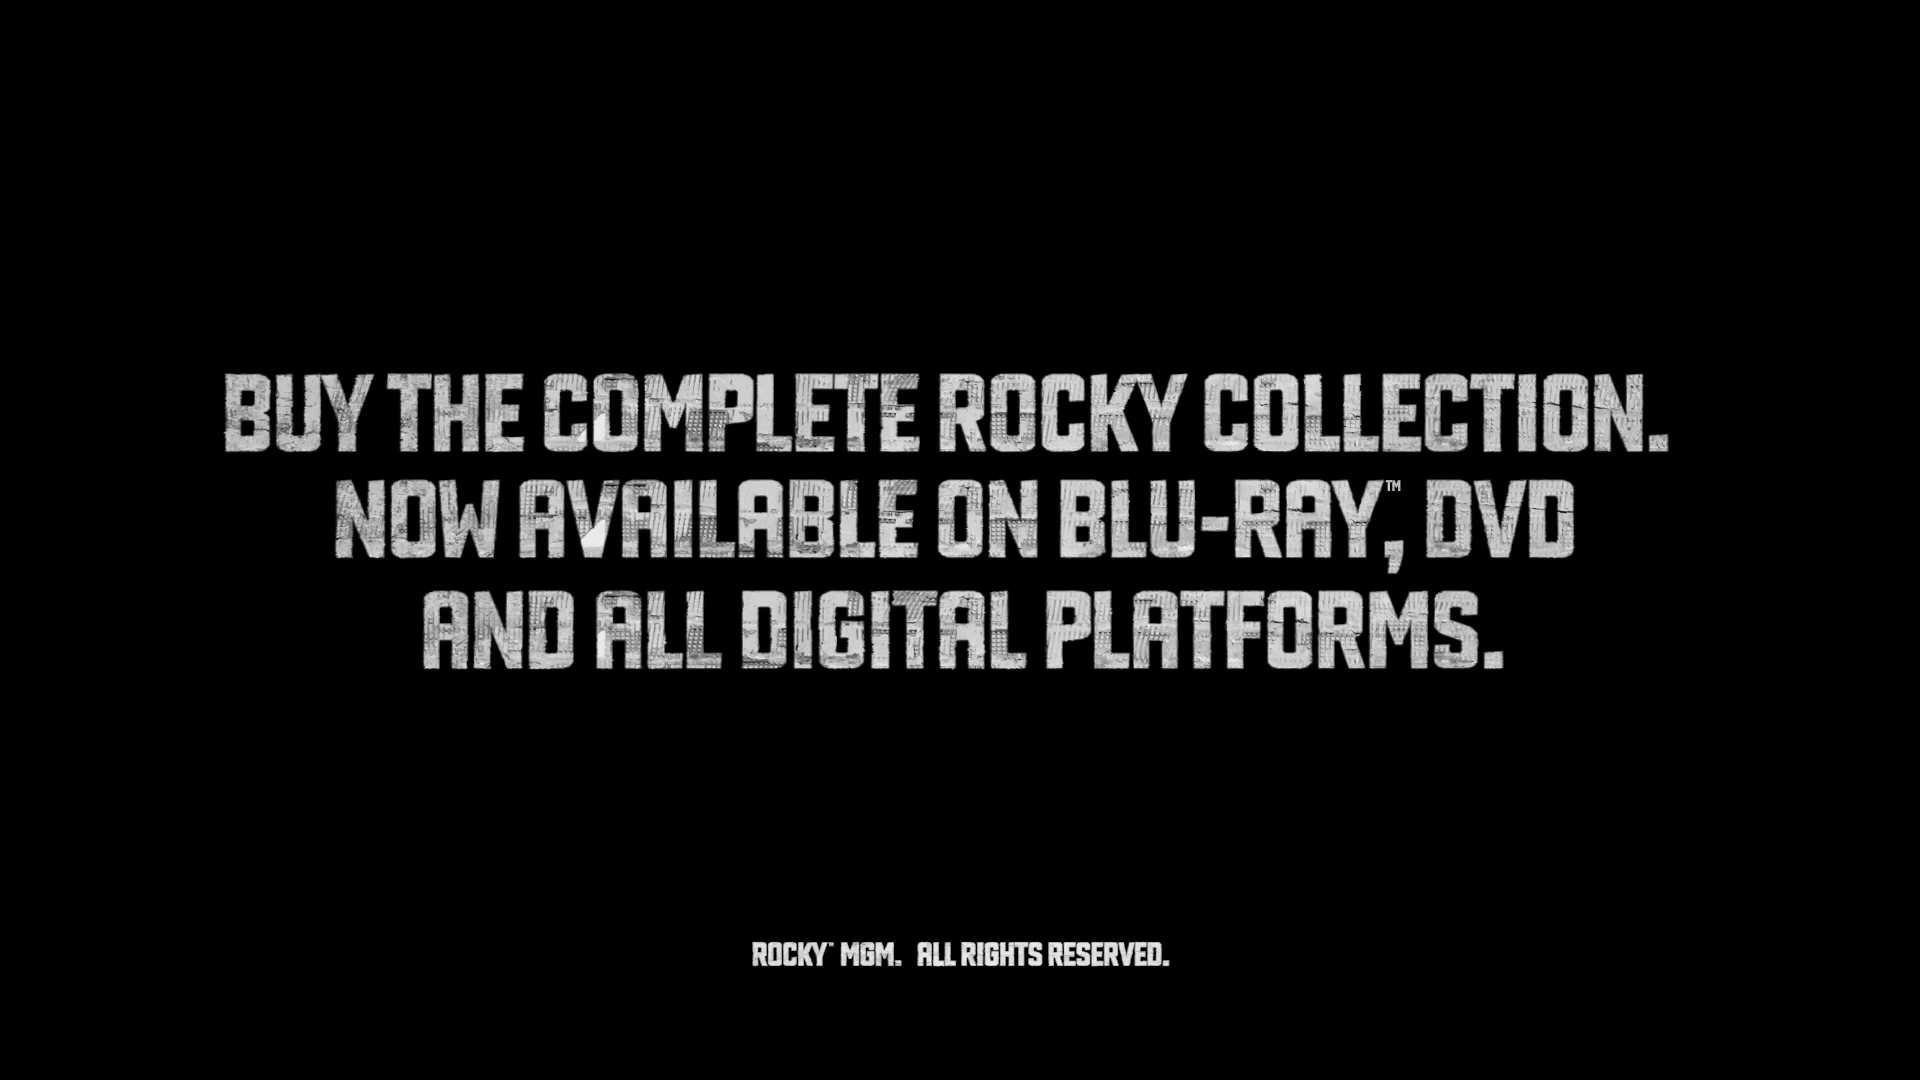 BUY THE COMPLETE ROCKY COLLECTION.
NOW AVAILABLE ON BLU-RAY™, DVD
AND ALL DIGITAL PLATFORMS.
ROCKY™ MGM. ALL RIGHTS RESERVED.